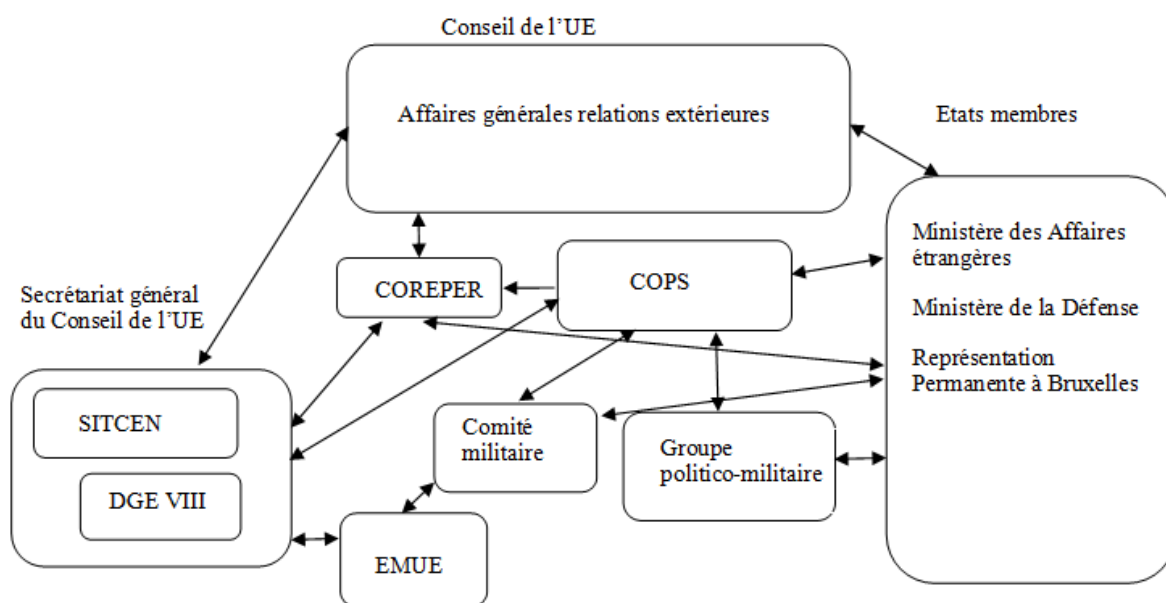 Conseil de l'UE
Affaires générales relations extérieures
Etats membres
Ministère des Affaires
étrangères
COPS
COREPER
Secrétariat général
du Conseil de l'UE
Ministère de la Défense
Représentation
Permanente à Bruxelles
SITCEN
Comité
militaire
Groupe
politico-militaire
DGE VIII
EMUE